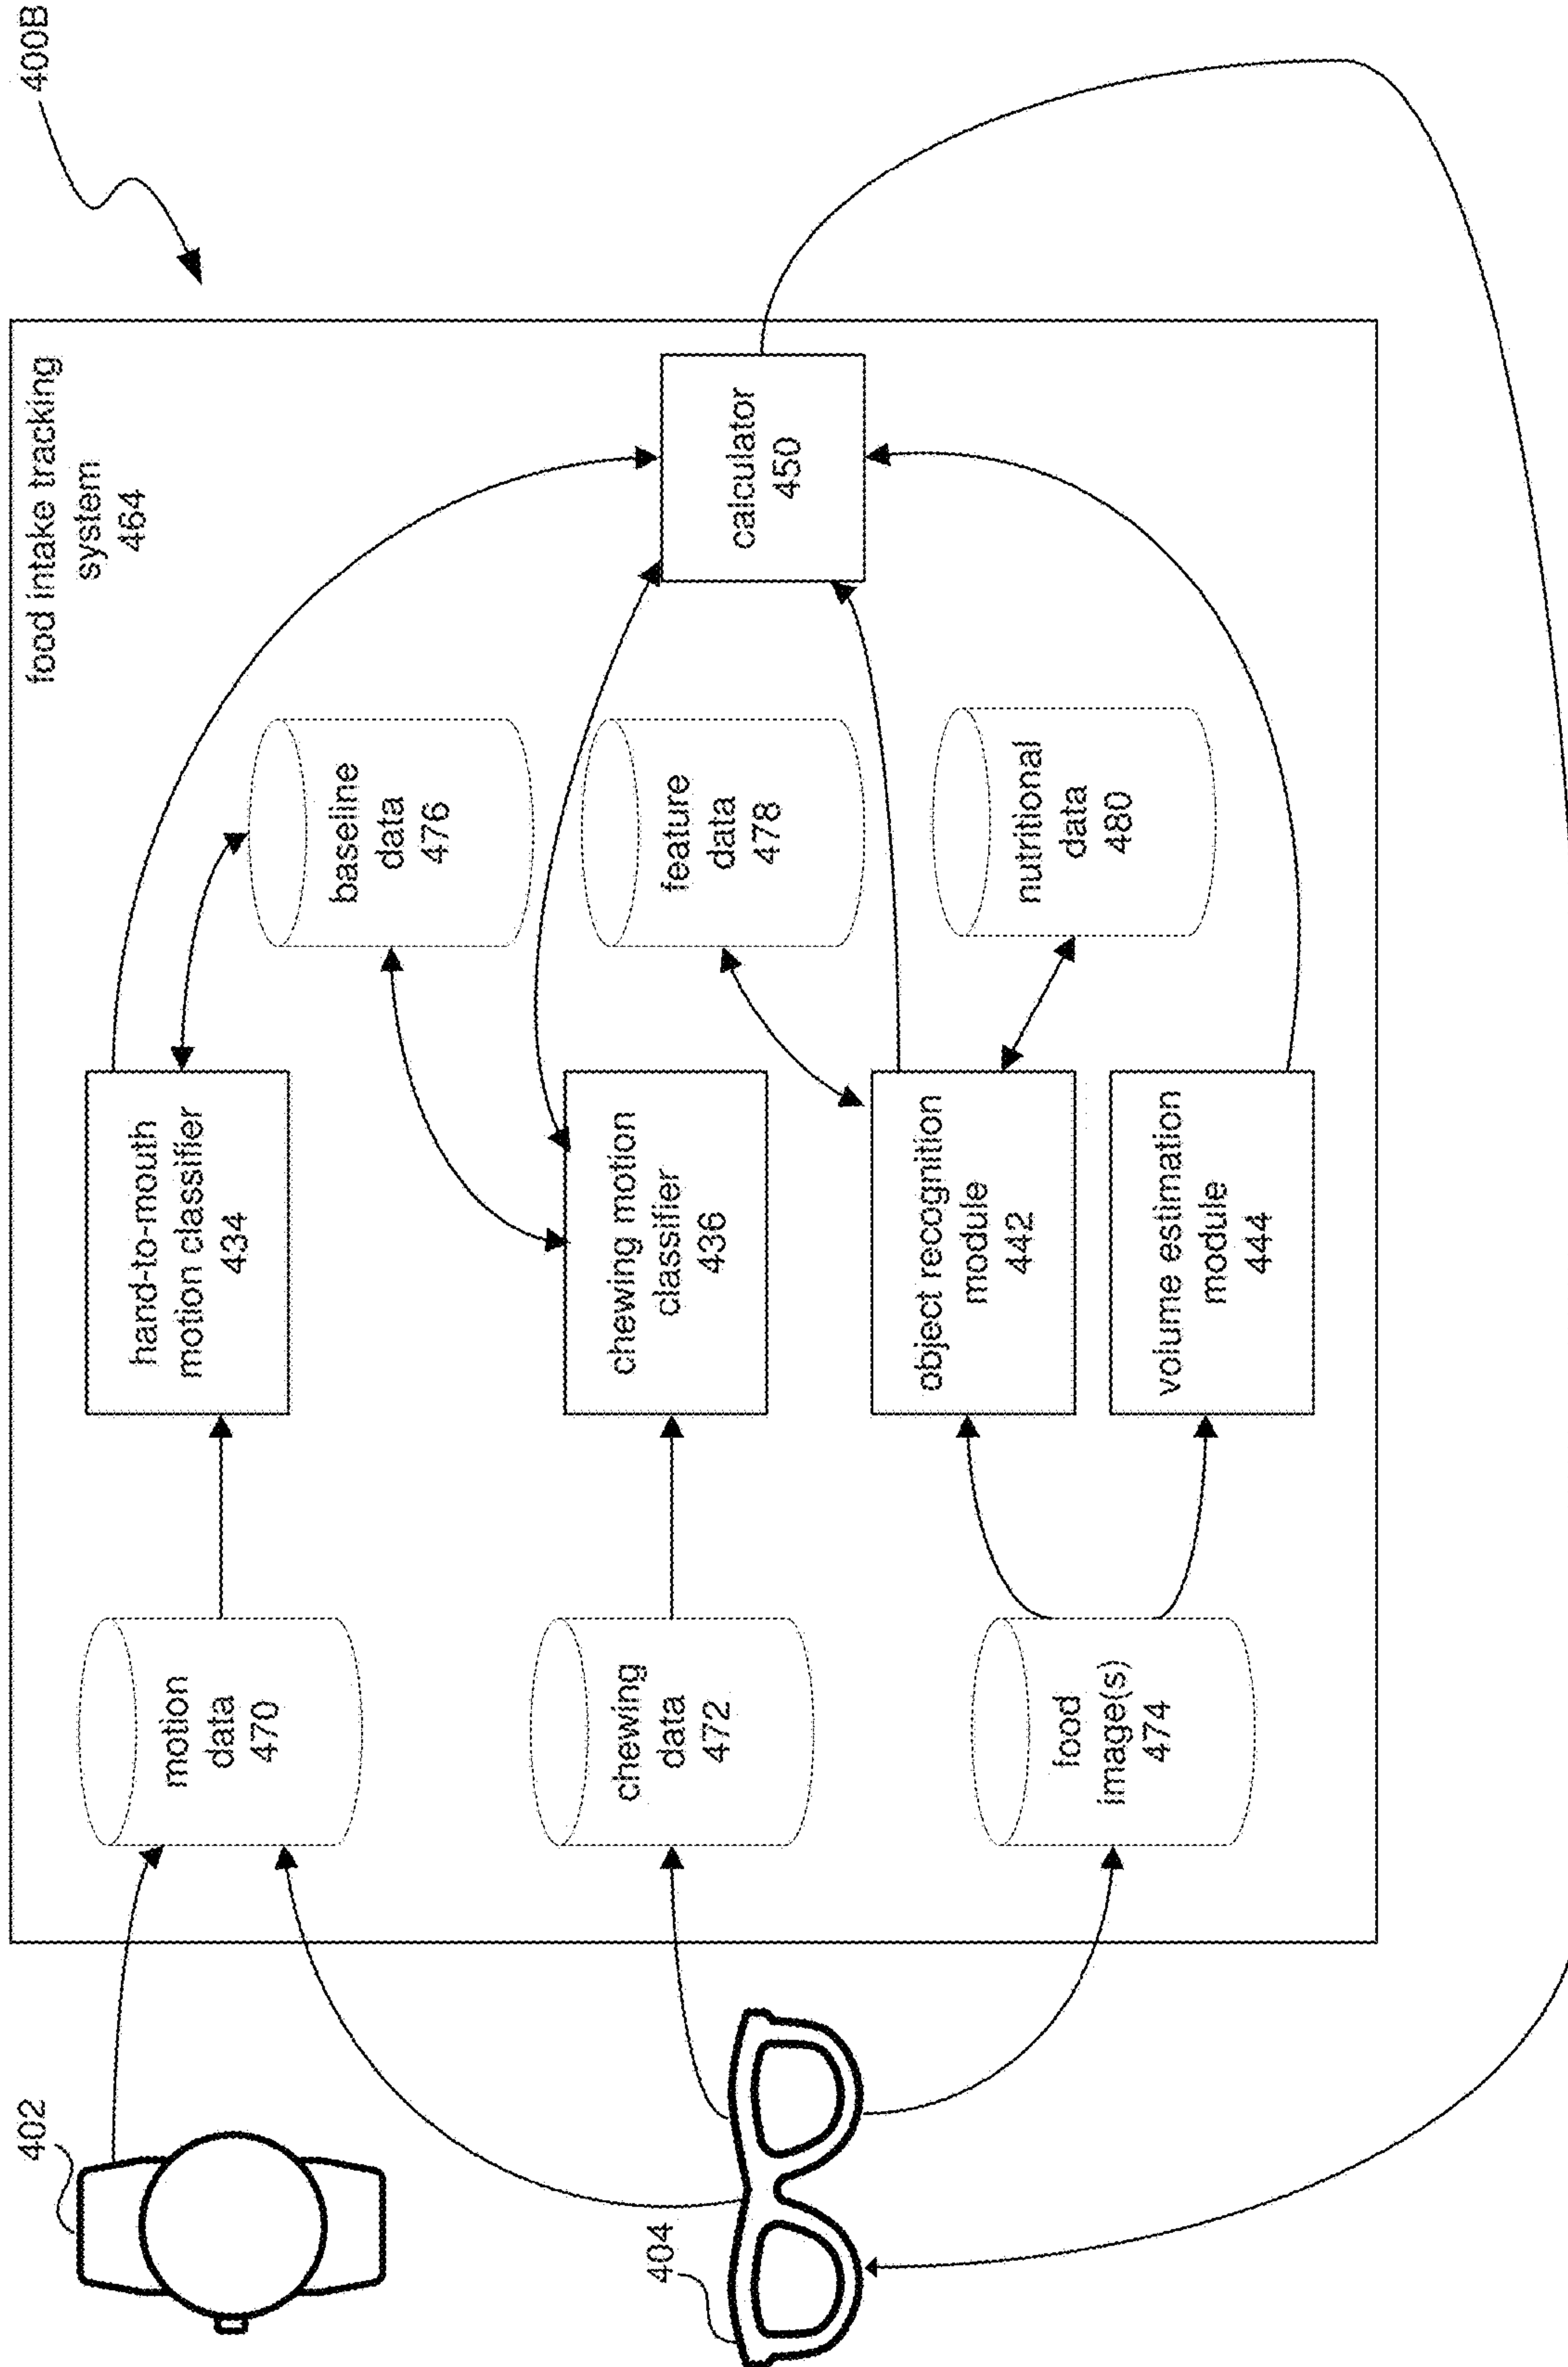 400B
food intake tracking
system
464
402
motion
data
470
hand-to-mouth
motion classifier
434
baseline
data
476
calculator
450
404
chewing
data
472
chewing motion
classifier
436
feature
data
478
food
image(s)
474
object recognition
module
442
nutritional
data
480
volume estimation
module
444